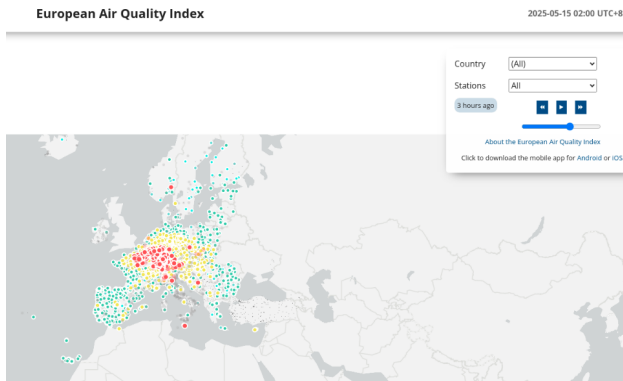 European Air Quality Index
2025-05-15 02:00 UTC+8
Country
(All)
Stations
All
3 hours ago
About the European Air Quality Index
Click to download the mobile app for Android or iOS